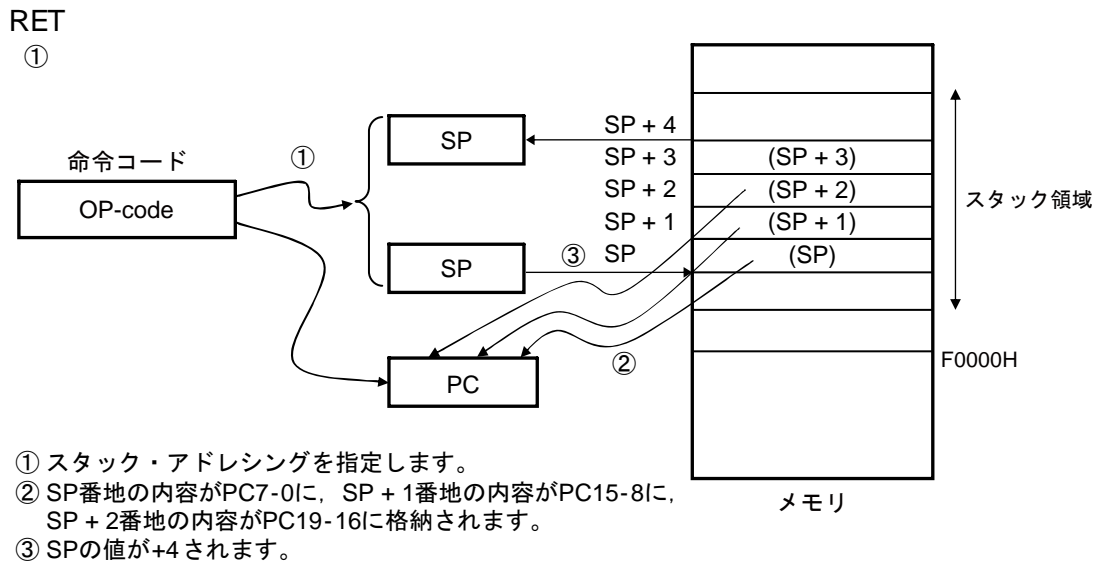 RET
①
命令コード
OP-code
①
SP
SP
③
PC
②
SP + 4
SP + 3
SP + 2
SP + 1
SP
(SP + 3)
(SP + 2)
(SP + 1)
(SP)
スタック領域
F0000H
メモリ
① スタック・アドレシングを指定します。
② SP番地の内容がPC7-0に，SP + 1番地の内容がPC15-8に，
SP + 2番地の内容がPC19-16に格納されます。
③ SPの値が+4されます。